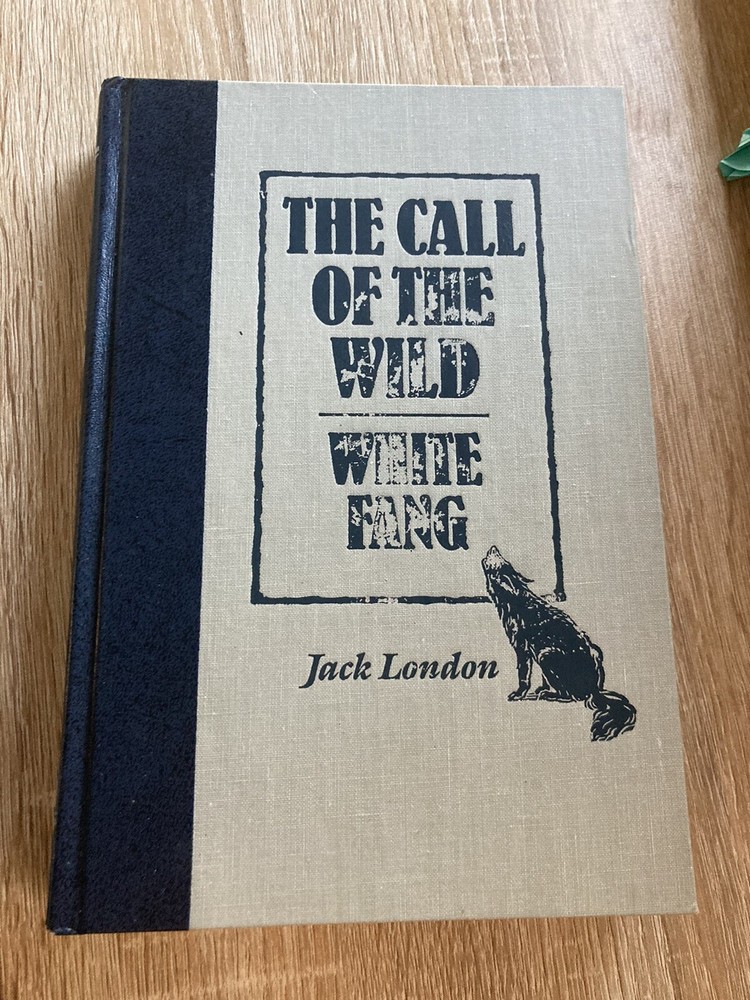 THE CALL
OF THE
WILD
WHITE
FANG
Jack London